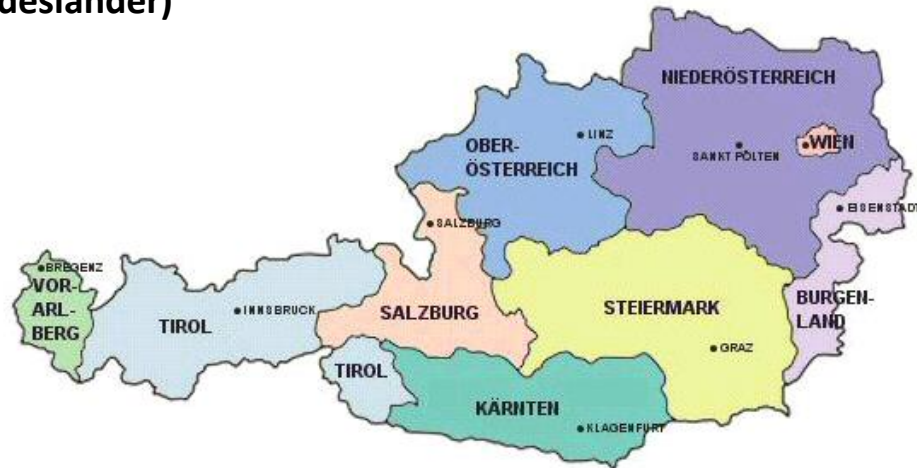 desländer)
NIEDERÖSTERREICH
OBER-
ÖSTERREICH
LINZ
SANKT PÖLTEN
WIEN
SALZBURG
EISENSTADT
BREGENZ
VOR-
ARL-
BERG
TIROL
INNSBRUCK
SALZBURG
STEIERMARK
BURGEN-
LAND
GRAZ
TIROL
KÄRNTEN
KLAGENFURT